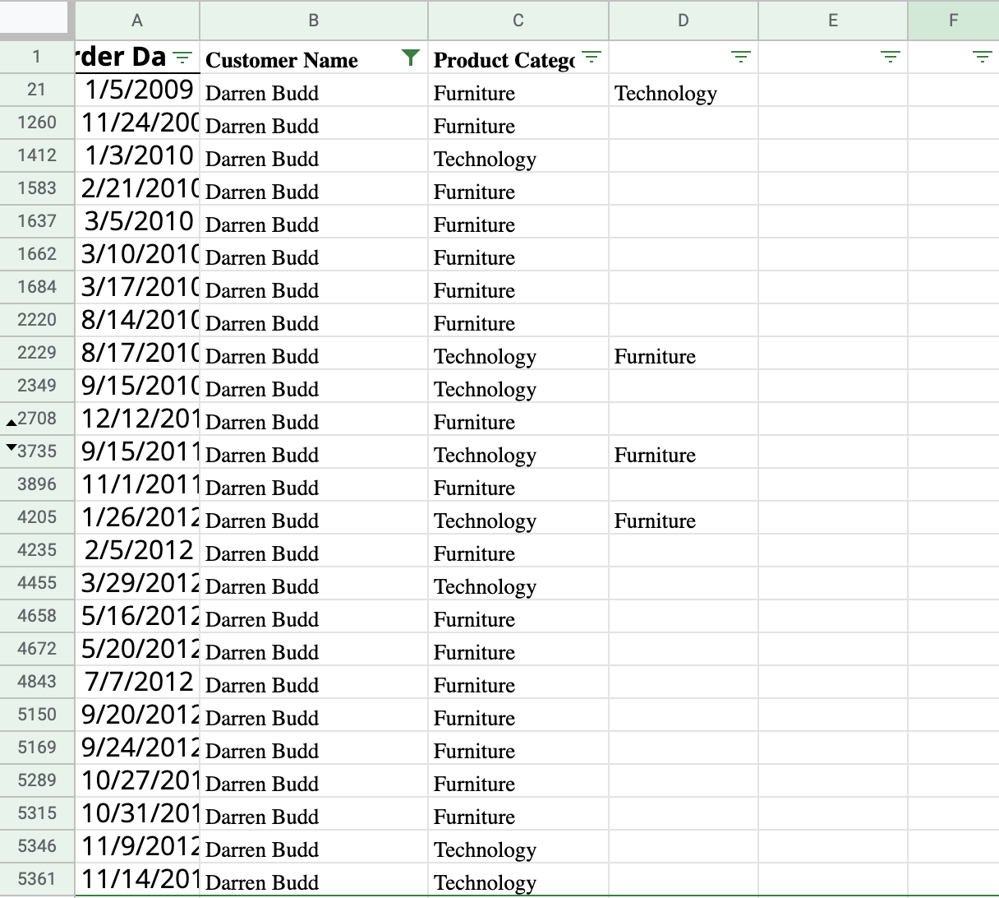 A B C D E F
1 rder Da Customer Name Product Catego
21 1/5/2009 Darren Budd Furniture Technology
1260 11/24/200 Darren Budd Furniture
1412 1/3/2010 Darren Budd Technology
1583 2/21/2010 Darren Budd Furniture
1637 3/5/2010 Darren Budd Furniture
1662 3/10/2010 Darren Budd Furniture
1684 3/17/2010 Darren Budd Furniture
2220 8/14/2010 Darren Budd Furniture
2229 8/17/2010 Darren Budd Technology Furniture
2349 9/15/2010 Darren Budd Technology
2708 12/12/201 Darren Budd Furniture
3735 9/15/2011 Darren Budd Technology Furniture
3896 11/1/2011 Darren Budd Furniture
4205 1/26/2012 Darren Budd Technology Furniture
4235 2/5/2012 Darren Budd Furniture
4455 3/29/2012 Darren Budd Technology
4658 5/16/2012 Darren Budd Furniture
4672 5/20/2012 Darren Budd Furniture
4843 7/7/2012 Darren Budd Furniture
5150 9/20/2012 Darren Budd Furniture
5169 9/24/2012 Darren Budd Furniture
5289 10/27/201 Darren Budd Furniture
5315 10/31/201 Darren Budd Furniture
5346 11/9/2012 Darren Budd Technology
5361 11/14/201 Darren Budd Technology